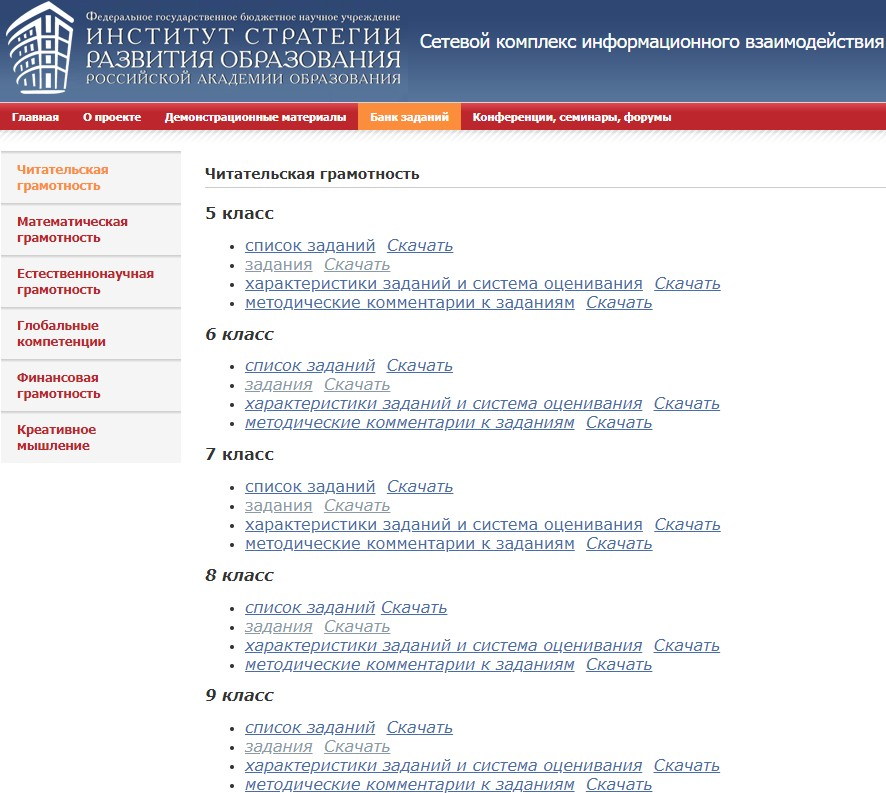 Федеральное государственное бюджетное научное учреждение
ИНСТИТУТ СТРАТЕГИИ
РАЗВИТИЯ ОБРАЗОВАНИЯ
РОССИЙСКОЙ АКАДЕМИИ ОБРАЗОВАНИЯ
Сетевой комплекс информационного взаимодействия
Главная О проекте Демонстрационные материалы Банк заданий Конференции, семинары, форумы
Читательская
грамотность
Математическая
грамотность
Естественнонаучная
грамотность
Глобальные
компетенции
Финансовая
грамотность
Креативное
мышление
Читательская грамотность
5 класс
список заданий Скачать
задания Скачать
характеристики заданий и система оценивания Скачать
методические комментарии к заданиям Скачать
6 класс
список заданий Скачать
задания Скачать
характеристики заданий и система оценивания Скачать
методические комментарии к заданиям Скачать
7 класс
список заданий Скачать
задания Скачать
характеристики заданий и система оценивания Скачать
методические комментарии к заданиям Скачать
8 класс
список заданий Скачать
задания Скачать
характеристики заданий и система оценивания Скачать
методические комментарии к заданиям Скачать
9 класс
список заданий Скачать
задания Скачать
характеристики заданий и система оценивания Скачать
методические комментарии к заданиям Скачать